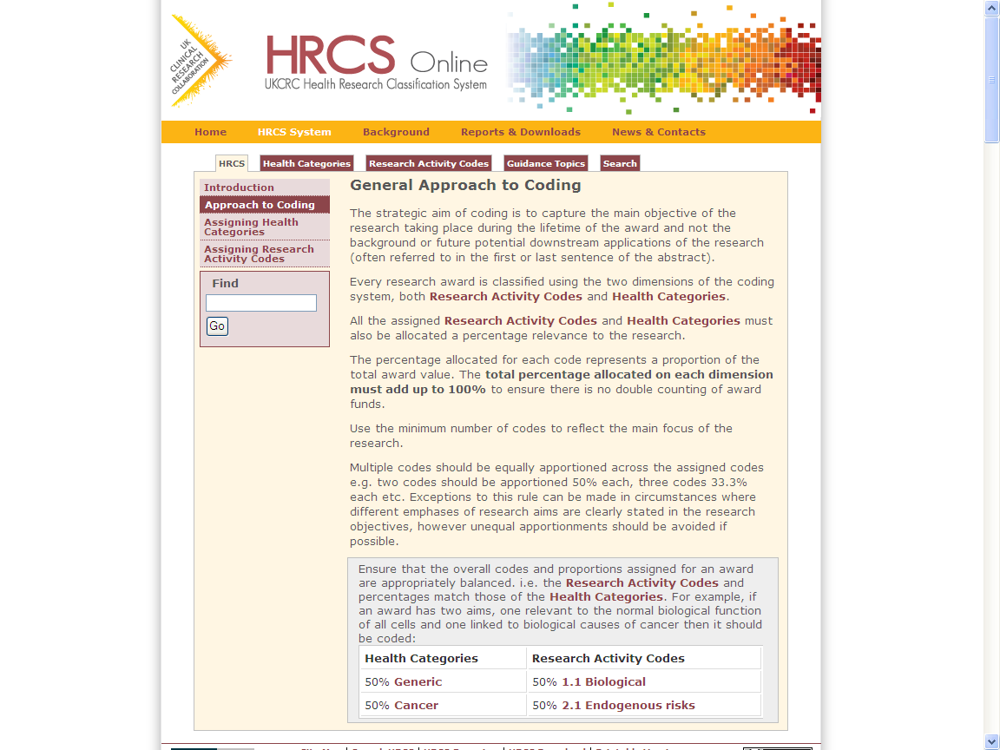 UK
CLINICAL
RESEARCH
COLLABORATION
HRCS Online
UKCRC Health Research Classification System
Home HRCS System Background Reports & Downloads News & Contacts
HRCS Health Categories Research Activity Codes Guidance Topics Search
Introduction
Approach to Coding
Assigning Health
Categories
Assigning Research
Activity Codes
Find
Go
General Approach to Coding
The strategic aim of coding is to capture the main objective of the
research taking place during the lifetime of the award and not the
background or future potential downstream applications of the research
(often referred to in the first or last sentence of the abstract).
Every research award is classified using the two dimensions of the coding
system, both Research Activity Codes and Health Categories.
All the assigned Research Activity Codes and Health Categories must
also be allocated a percentage relevance to the research.
The percentage allocated for each code represents a proportion of the
total award value. The total percentage allocated on each dimension
must add up to 100% to ensure there is no double counting of award
funds.
Use the minimum number of codes to reflect the main focus of the
research.
Multiple codes should be equally apportioned across the assigned codes
e.g. two codes should be apportioned 50% each, three codes 33.3%
each etc. Exceptions to this rule can be made in circumstances where
different emphases of research aims are clearly stated in the research
objectives, however unequal apportionments should be avoided if
possible.
Ensure that the overall codes and proportions assigned for an award
are appropriately balanced. i.e. the Research Activity Codes and
percentages match those of the Health Categories. For example, if
an award has two aims, one relevant to the normal biological function
of all cells and one linked to biological causes of cancer then it should
be coded:
Health Categories Research Activity Codes
50% Generic 50% 1.1 Biological
50% Cancer 50% 2.1 Endogenous risks